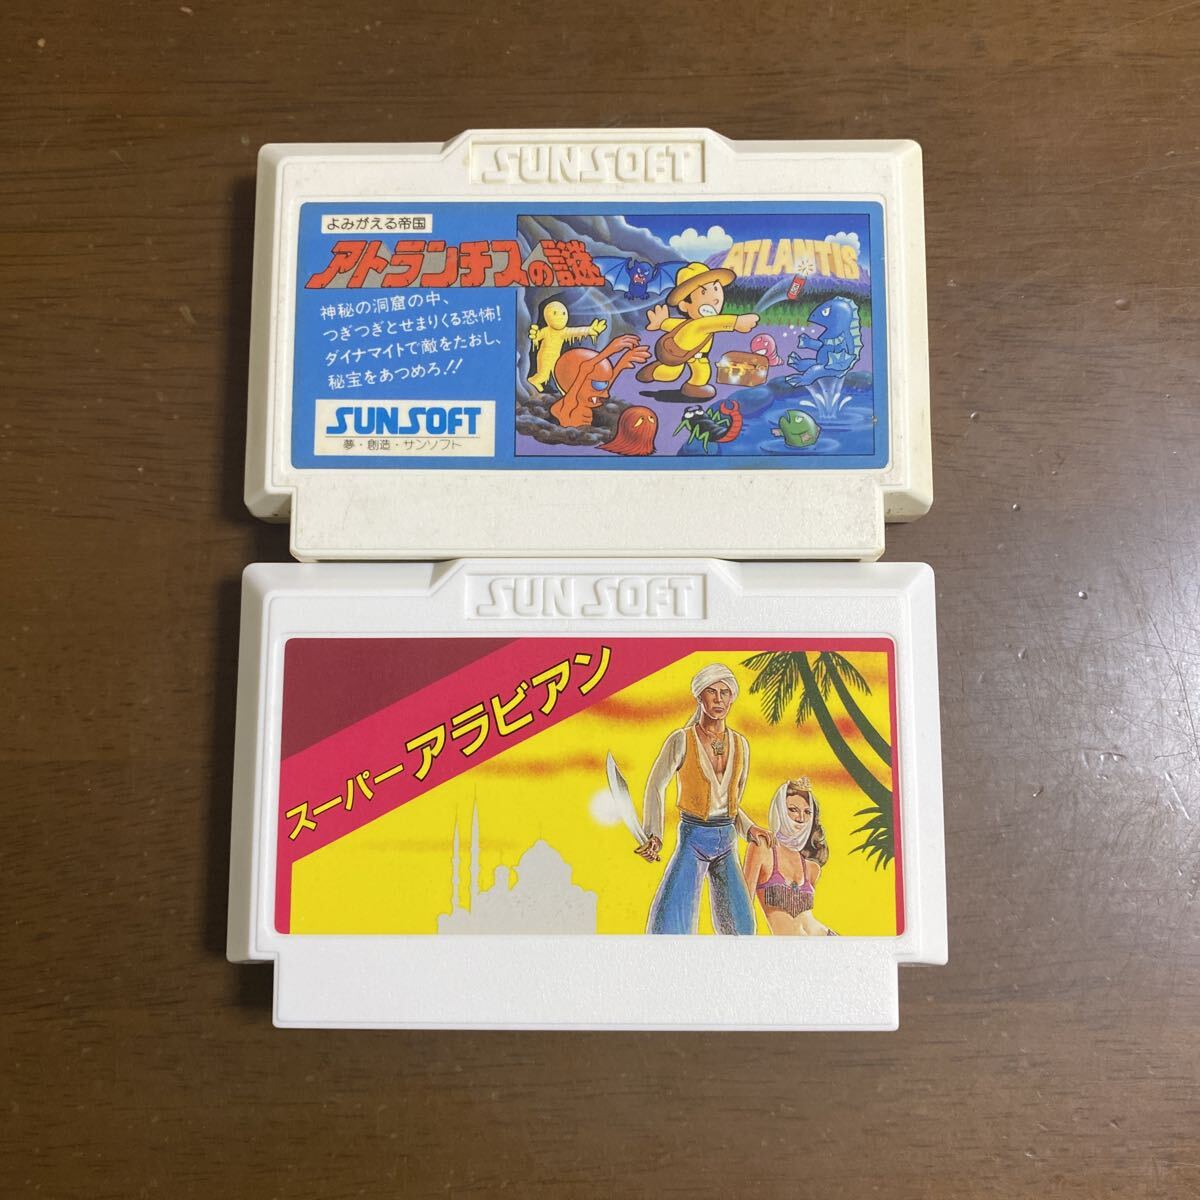 SUNSOFT
よみがえる帝国
アトランチスの謎
神秘の洞窟の中、
つぎつぎとせまりくる恐怖!
ダイナマイトで敵をたおし、
秘宝をあつめろ!!
SUNSOFT
夢・創造・サンソフト
ATLANTIS
SUN SOFT
スーパーアラビアン